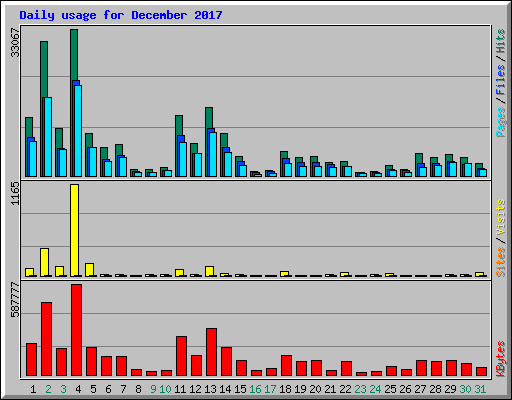 Daily usage for December 2017
33067
Pages / Files / Hits
1165
Sites / Visits
587777
KBytes
1 2 3 4 5 6 7 8 9 10 11 12 13 14 15 16 17 18 19 20 21 22 23 24 25 26 27 28 29 30 31